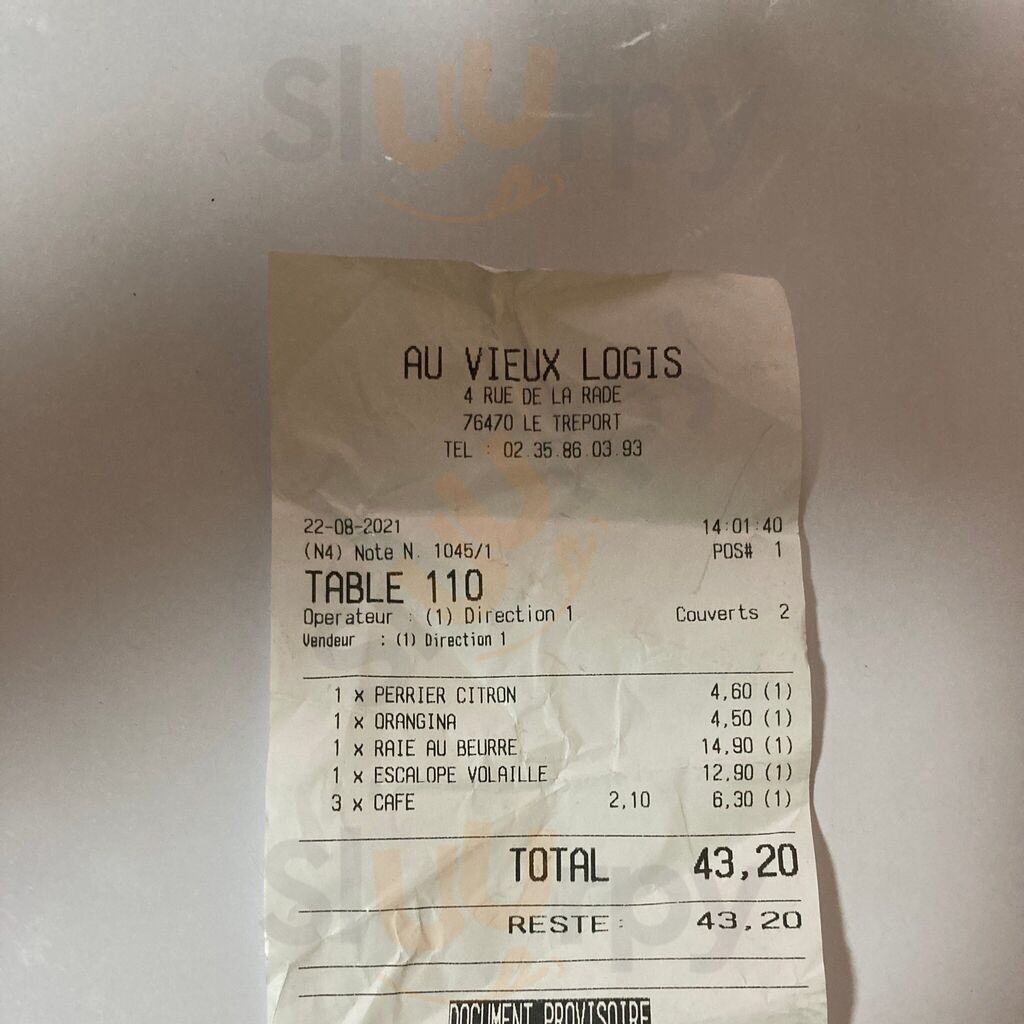 Sluurpy
AU VIEUX LOGIS
4 RUE DE LA RADE
76470 LE TREPORT
TEL : 02.35.86.03.93
22-08-2021 14:01:40
(N4) Note N. 1045/1 POS# 1
TABLE 110
Operateur : (1) Direction 1 Couverts 2
Vendeur : (1) Direction 1
1 x PERRIER CITRON 4,60 (1)
1 x ORANGINA 4,50 (1)
1 x RAIE AU BEURRE 14,90 (1)
1 x ESCALOPE VOLAILLE 12,90 (1)
3 x CAFE 2,10 6,30 (1)
TOTAL 43,20
Sluurpy
RESTE: 43,20
DOCUMENT PROVISOIRE